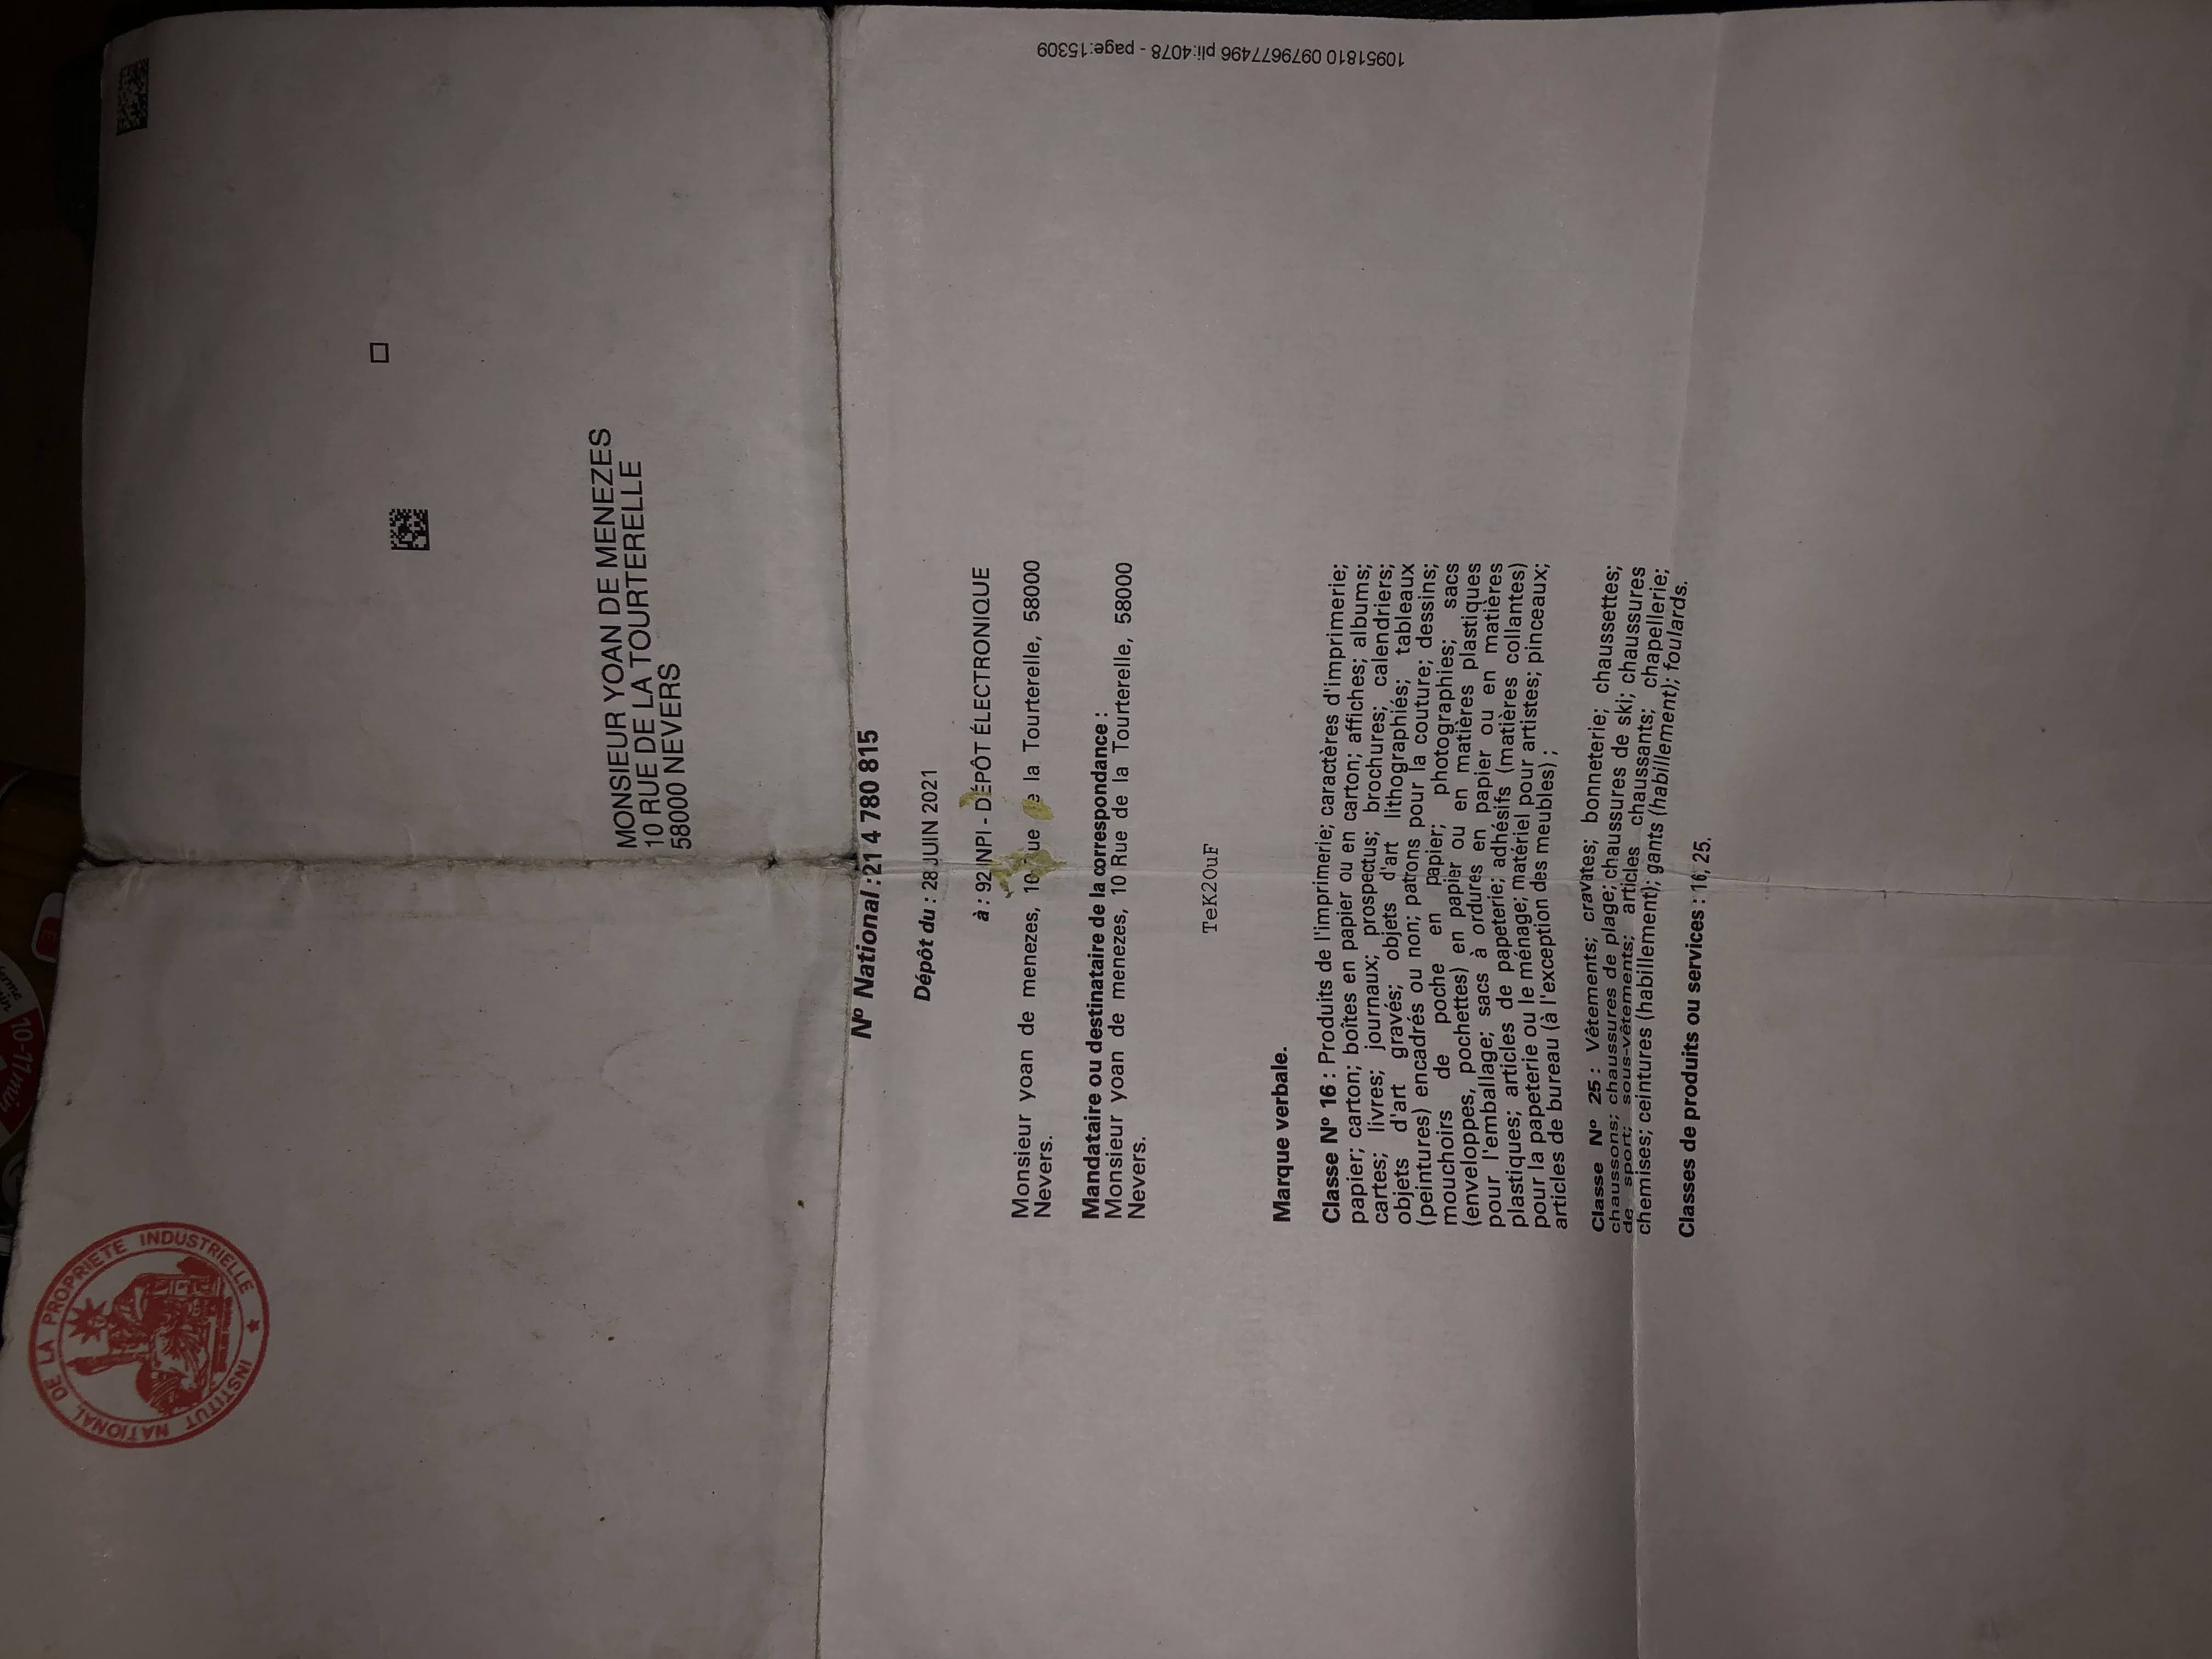 10-11min
INSTITUT NATIONAL DE LA PROPRIETE INDUSTRIELLE
MONSIEUR YOAN DE MENEZES
10 RUE DE LA TOURTERELLE
58000 NEVERS
Nº National : 21 4 780 815
Dépôt du : 28 JUIN 2021
à : 92 INPI - DÉPÔT ÉLECTRONIQUE
Monsieur yoan de menezes, 10 Rue de la Tourterelle, 58000
Nevers.
Mandataire ou destinataire de la correspondance :
Monsieur yoan de menezes, 10 Rue de la Tourterelle, 58000
Nevers.
TeK2OuF
Marque verbale.
Classe Nº 16 : Produits de l'imprimerie; caractères d'imprimerie;
papier; carton; boîtes en papier ou en carton; affiches; albums;
cartes; livres; journaux; prospectus; brochures; calendriers;
objets d'art gravés; objets d'art lithographiés; tableaux
(peintures) encadrés ou non; patrons pour la couture; dessins;
mouchoirs de poche en papier; photographies; sacs
(enveloppes, pochettes) en papier ou en matières plastiques
pour l'emballage; sacs à ordures en papier ou en matières
plastiques; articles de papeterie; adhésifs (matières collantes)
pour la papeterie ou le ménage; matériel pour artistes; pinceaux;
articles de bureau (à l'exception des meubles) ;
Classe Nº 25 : Vêtements; cravates; bonneterie; chaussettes;
chaussons; chaussures de plage; chaussures de ski; chaussures
de sport; sous-vêtements; articles chaussants; chapellerie;
chemises; ceintures (habillement); gants (habillement); foulards.
Classes de produits ou services : 16, 25.
10951810 0979677496 pli:4078 - page:15309